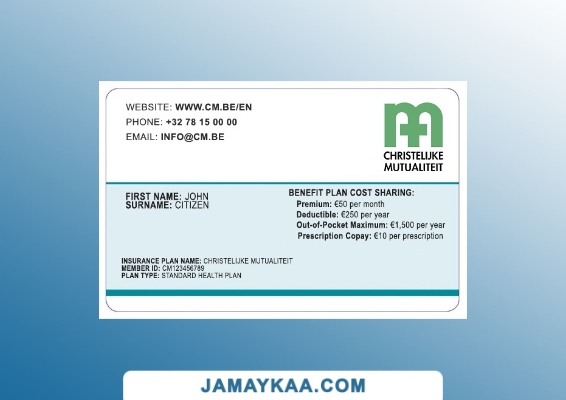 WEBSITE: WWW.CM.BE/EN
PHONE: +32 78 15 00 00
EMAIL: INFO@CM.BE
CHRISTELIJKE
MUTUALITEIT
FIRST NAME: JOHN
SURNAME: CITIZEN
BENEFIT PLAN COST SHARING:
Premium: €50 per month
Deductible: €250 per year
Out-of-Pocket Maximum: €1,500 per year
Prescription Copay: €10 per prescription
INSURANCE PLAN NAME: CHRISTELIJKE MUTUALITEIT
MEMBER ID: CM123456789
PLAN TYPE: STANDARD HEALTH PLAN
JAMAYKAA.COM